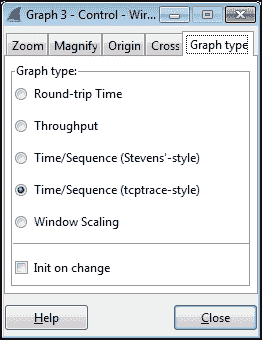 Graph 3 - Control - Wir...
Zoom Magnify Origin Cross Graph type
Graph type:
Round-trip Time
Throughput
Time/Sequence (Stevens'-style)
Time/Sequence (tcptrace-style)
Window Scaling
Init on change
Help Close